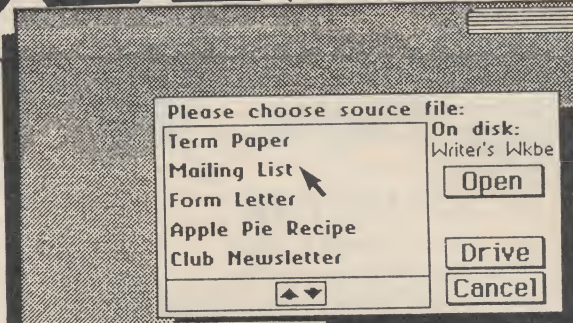 Please choose source file:
Term Paper
Mailing List
Form Letter
Apple Pie Recipe
Club Newsletter
On disk:
Writer's Wkbe
Open
Drive
Cancel